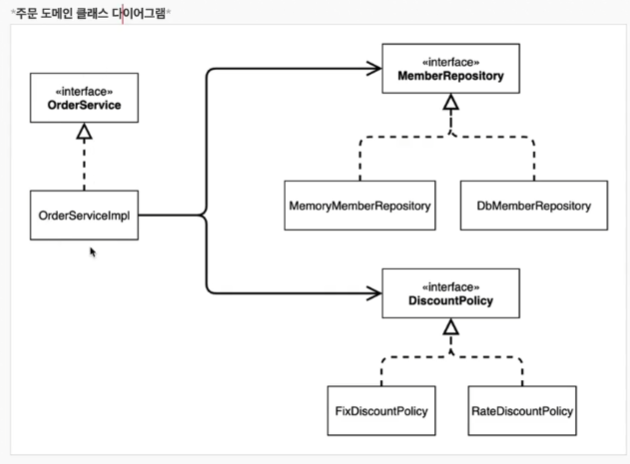 *주문 도메인 클래스 다이어그램*
«interface»
OrderService
OrderServiceImpl
«interface»
MemberRepository
MemoryMemberRepository
DbMemberRepository
«interface»
DiscountPolicy
FixDiscountPolicy
RateDiscountPolicy